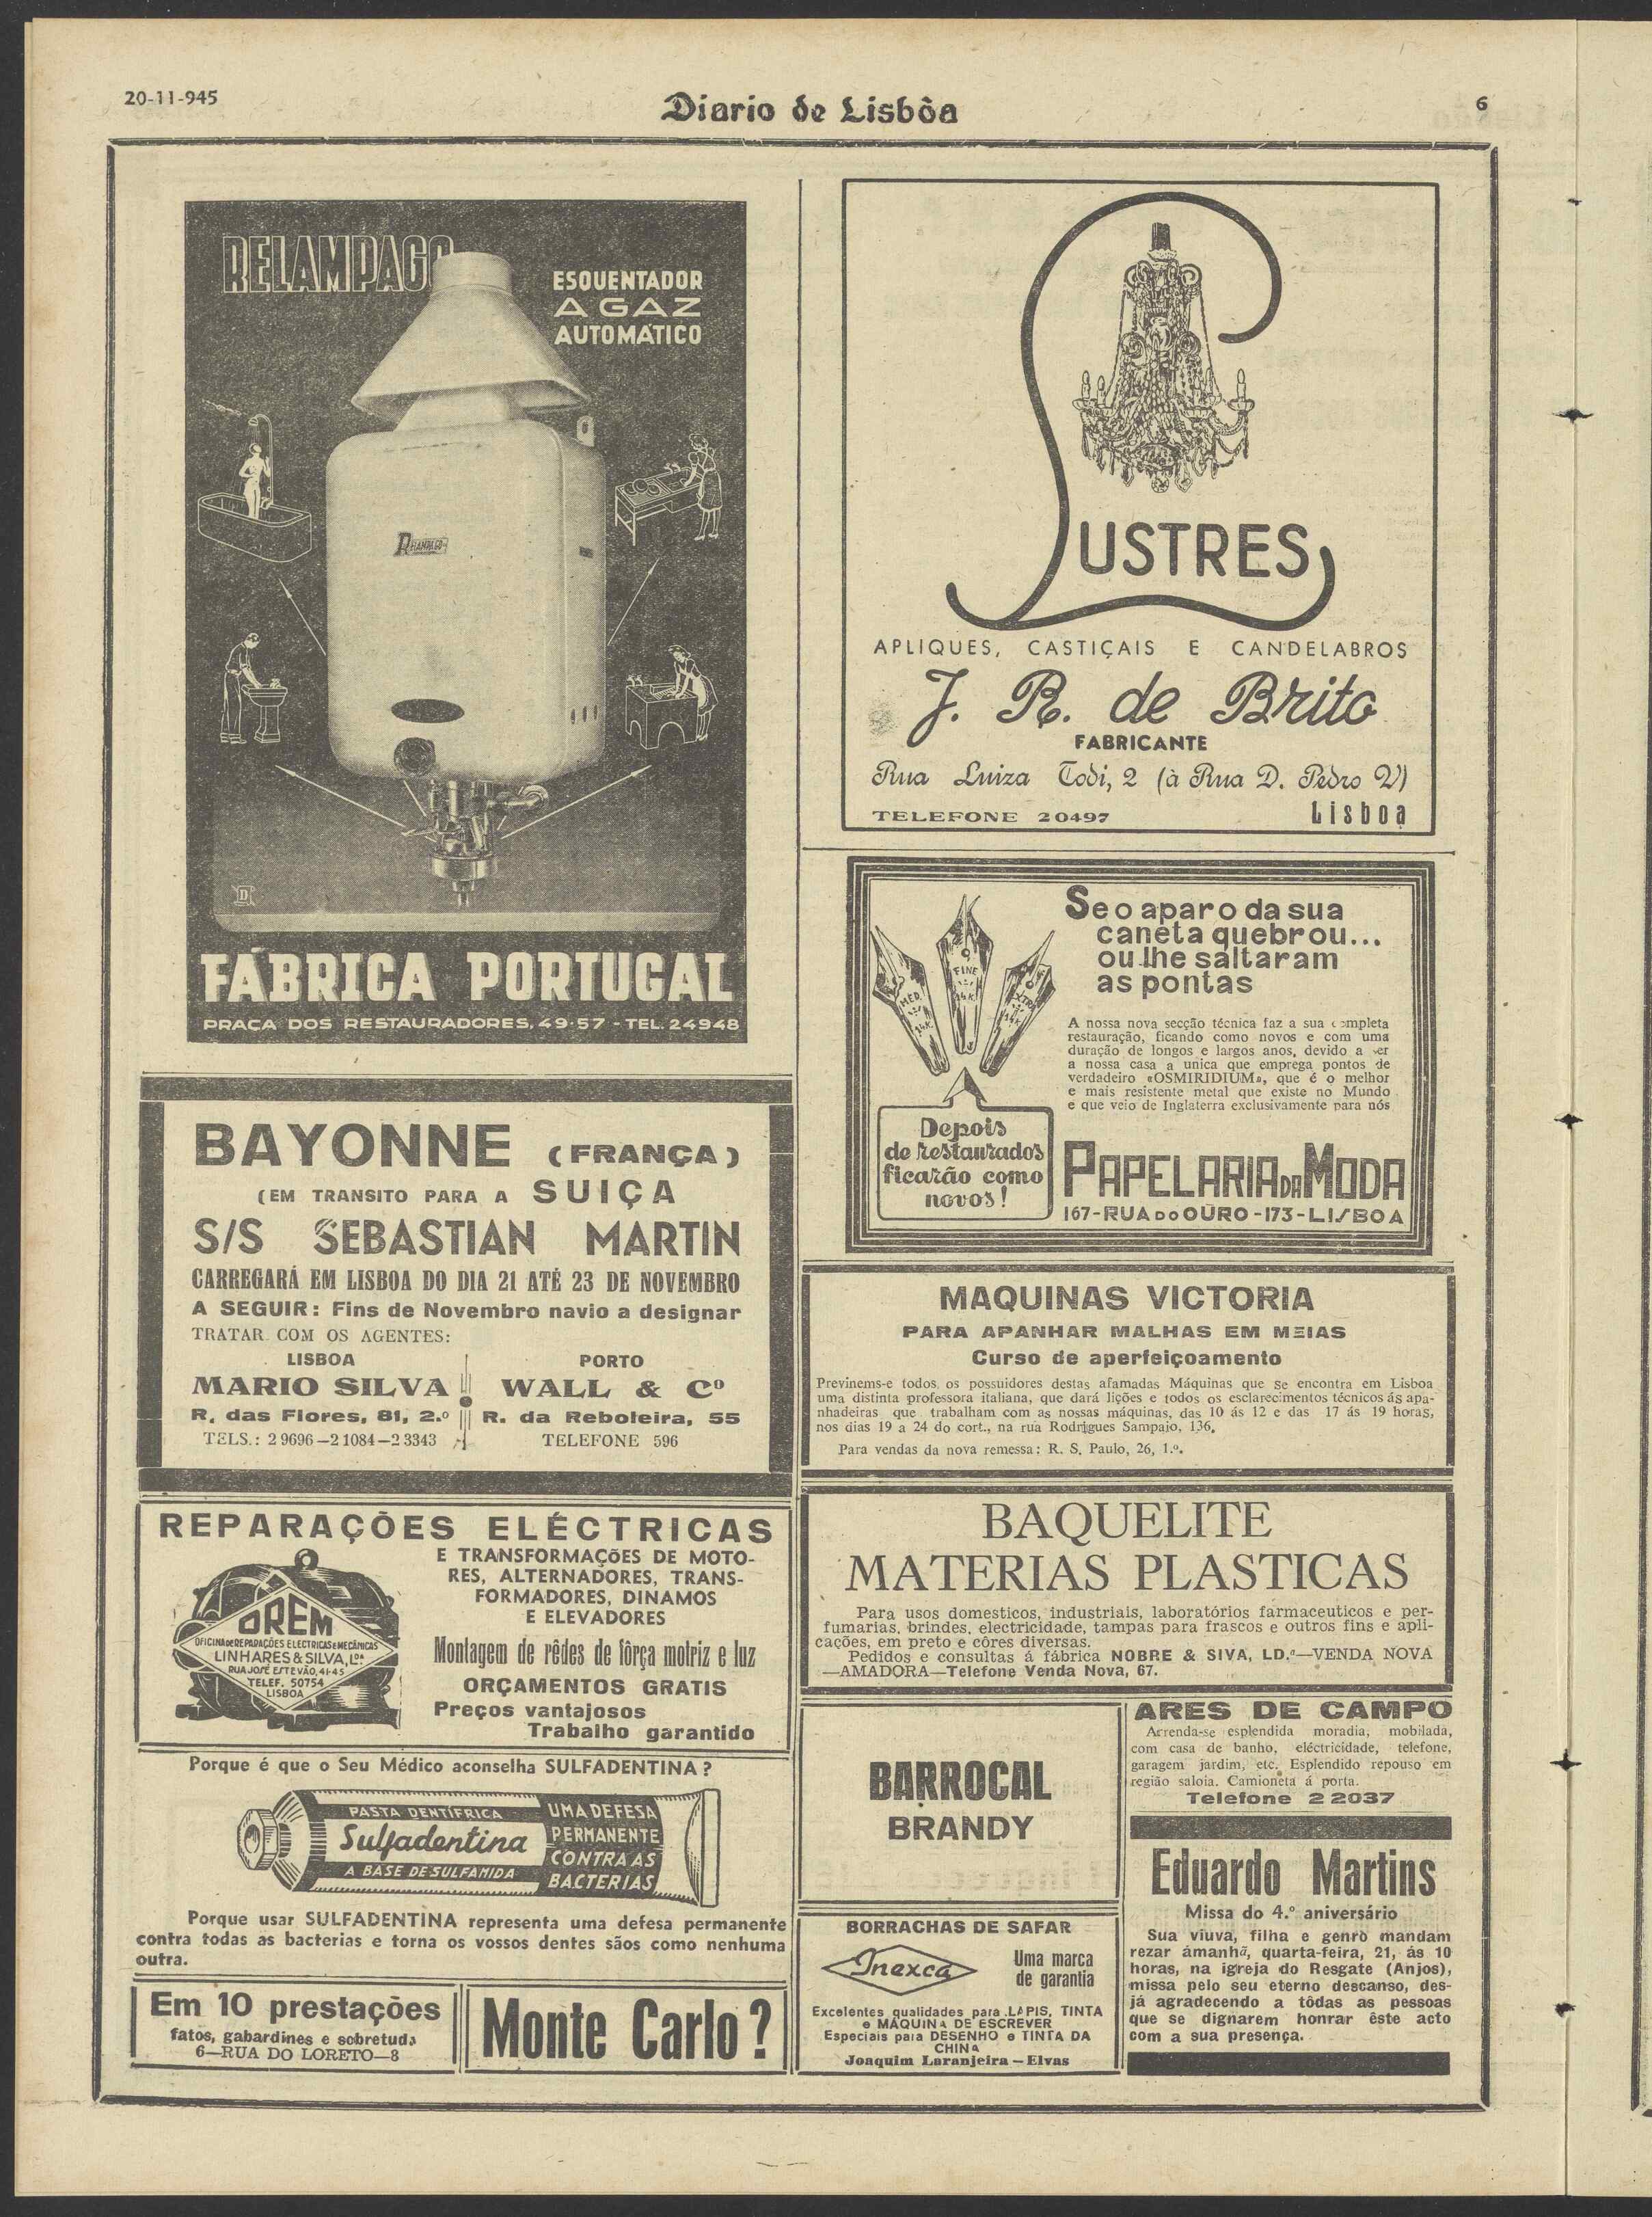 20-11-945
Diario de Lisbôa
6
RELAMPAGO
ESQUENTADOR
A GAZ
AUTOMATICO
RELAMPAGO
FABRICA PORTUGAL
PRAÇA DOS RESTAURADORES, 49-57 - TEL. 24948
BAYONNE (FRANÇA)
(EM TRANSITO PARA A SUIÇA
S/S SEBASTIAN MARTIN
CARREGARÁ EM LISBOA DO DIA 21 ATÉ 23 DE NOVEMBRO
A SEGUIR: Fins de Novembro navio a designar
TRATAR COM OS AGENTES:
LISBOA
MARIO SILVA
R. das Flores, 81, 2.º
TELS.: 2 9696—2 1084—2 3343
PORTO
WALL & Cº
R. da Reboleira, 55
TELEFONE 596
REPARAÇÕES ELÉCTRICAS
E TRANSFORMAÇÕES DE MOTO-
RES, ALTERNADORES, TRANS-
FORMADORES, DINAMOS
E ELEVADORES
Montagem de rêdes de fôrça motriz e luz
ORÇAMENTOS GRATIS
Preços vantajosos
Trabalho garantido
OREM
OFICINA DE REPARAÇÕES ELECTRICAS E MECÂNICAS
LINHARES & SILVA, Lᴰᴬ
RUA JOSÉ ESTEVÃO, 41-45
TELEF. 50754
LISBOA
Porque é que o Seu Médico aconselha SULFADENTINA?
PASTA DENTÍFRICA
Sulfadentina
A BASE DE SULFAMIDA
UMA DEFESA
PERMANENTE
CONTRA AS
BACTERIAS
Porque usar SULFADENTINA representa uma defesa permanente
contra todas as bacterias e torna os vossos dentes sãos como nenhuma
outra.
Em 10 prestações
fatos, gabardines e sobretuds
6—RUA DO LORETO—8
Monte Carlo?
LUSTRES
APLIQUES, CASTIÇAIS E CANDELABROS
J. R. de Brito
FABRICANTE
Rua Luiza Todi, 2 (à Rua D. Pedro V)
TELEFONE 20497 Lisboa
Se o aparo da sua
caneta quebrou...
ou lhe saltaram
as pontas
MED. 14K
FINE 14K
EXTRA 14K
A nossa nova secção técnica faz a sua completa
restauração, ficando como novos e com uma
duração de longos e largos anos, devido a ser
a nossa casa a unica que emprega pontos de
verdadeiro «OSMIRIDIUM», que é o melhor
e mais resistente metal que existe no Mundo
e que veio de Inglaterra exclusivamente para nós
Depois
de restaurados
ficarão como
novos!
PAPELARIA DA MODA
167-RUA DO OURO-173-LISBOA
MAQUINAS VICTORIA
PARA APANHAR MALHAS EM MEIAS
Curso de aperfeiçoamento
Previnems-e todos os possuidores destas afamadas Máquinas que se encontra em Lisboa
uma distinta professora italiana, que dará lições e todos os esclarecimentos técnicos ás apa-
nhadeiras que trabalham com as nossas máquinas, das 10 ás 12 e das 17 ás 19 horas,
nos dias 19 a 24 do cort., na rua Rodrigues Sampaio, 136.
Para vendas da nova remessa: R. S. Paulo, 26, 1.º.
BAQUELITE
MATERIAS PLASTICAS
Para usos domesticos, industriais, laboratórios farmaceuticos e per-
fumarias, brindes, electricidade, tampas para frascos e outros fins e apli-
cações, em preto e côres diversas.
Pedidos e consultas á fábrica NOBRE & SIVA, LD.ª—VENDA NOVA
—AMADORA—Telefone Venda Nova, 67.
BARROCAL
BRANDY
BORRACHAS DE SAFAR
Inexca
Uma marca
de garantia
Excelentes qualidades para LAPIS, TINTA
e MÁQUINA DE ESCREVER
Especiais para DESENHO e TINTA DA
CHINA
Joaquim Laranjeira — Elvas
ARES DE CAMPO
Arrenda-se esplendida moradia, mobilada,
com casa de banho, eléctricidade, telefone,
garagem jardim, etc. Esplendido repouso em
região saloia. Camioneta á porta.
Telefone 2 2037
Eduardo Martins
Missa do 4.º aniversário
Sua viuva, filha e genro mandam
rezar ámanhã, quarta-feira, 21, ás 10
horas, na igreja do Resgate (Anjos),
missa pelo seu eterno descanso, des-
já agradecendo a tôdas as pessoas
que se dignarem honrar êste acto
com a sua presença.